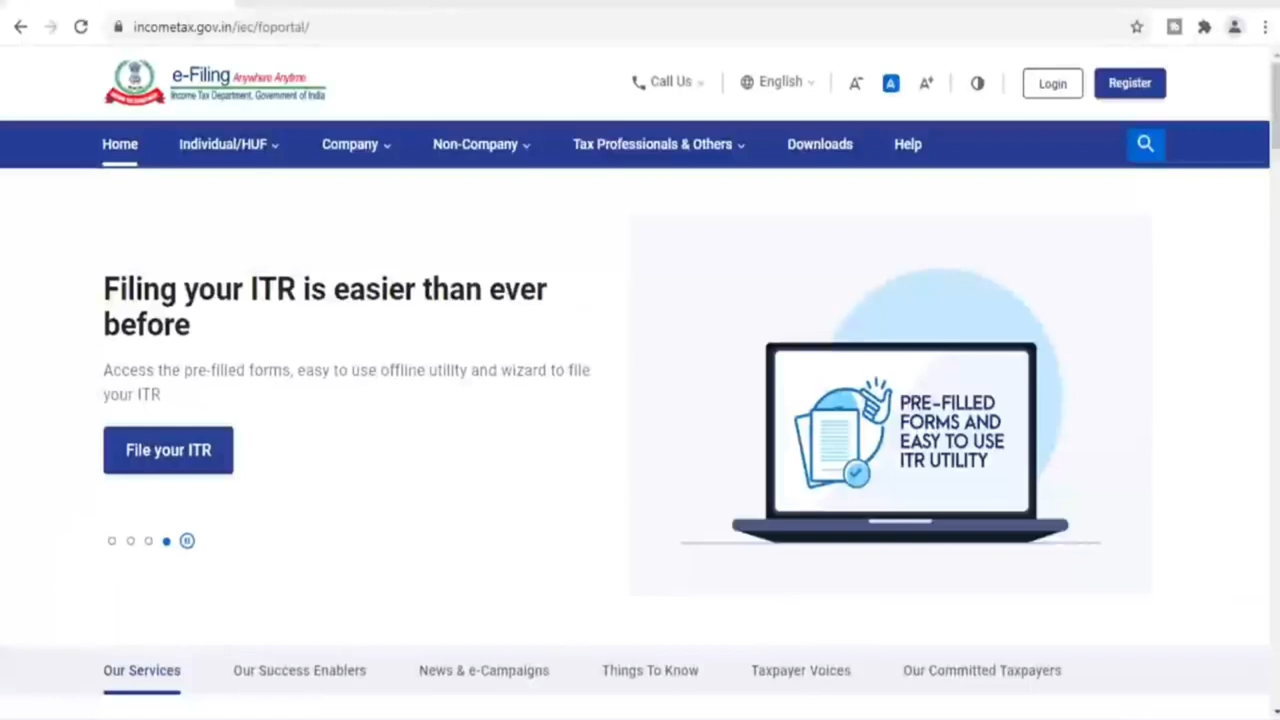 incometax.gov.in/iec/foportal/
e-Filing Anywhere Anytime
Income Tax Department, Government of India
Call Us
English
A-
A
A+
Login
Register
Home
Individual/HUF
Company
Non-Company
Tax Professionals & Others
Downloads
Help
Filing your ITR is easier than ever
before
Access the pre-filled forms, easy to use offline utility and wizard to file
your ITR
File your ITR
PRE-FILLED
FORMS AND
EASY TO USE
ITR UTILITY
Our Services
Our Success Enablers
News & e-Campaigns
Things To Know
Taxpayer Voices
Our Committed Taxpayers